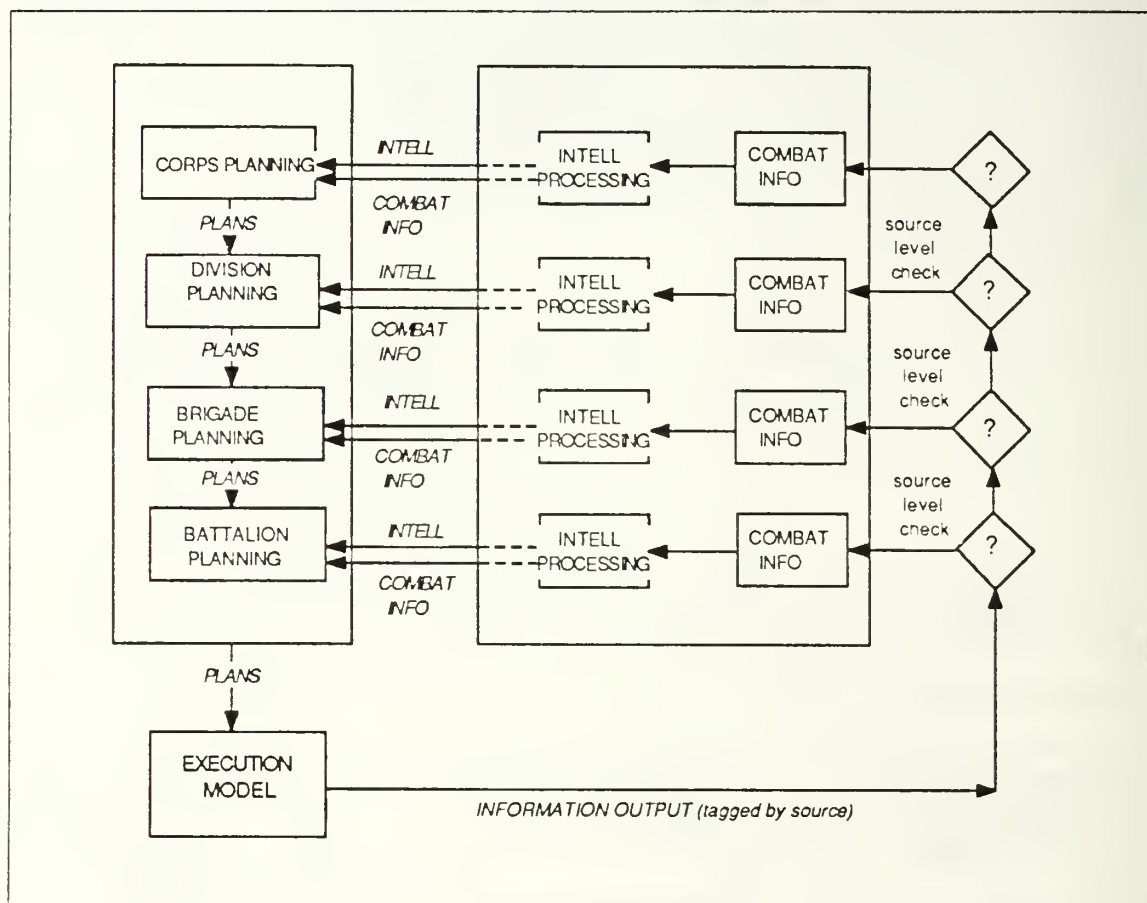 CORPS PLANNING
INTELL
COMBAT
INFO
INTELL
PROCESSING
COMBAT
INFO
?
PLANS
source
level
check
DIVISION
PLANNING
INTELL
COMBAT
INFO
INTELL
PROCESSING
COMBAT
INFO
?
PLANS
source
level
check
BRIGADE
PLANNING
INTELL
COMBAT
INFO
INTELL
PROCESSING
COMBAT
INFO
?
PLANS
source
level
check
BATTALION
PLANNING
INTELL
COMBAT
INFO
INTELL
PROCESSING
COMBAT
INFO
?
PLANS
EXECUTION
MODEL
INFORMATION OUTPUT (tagged by source)